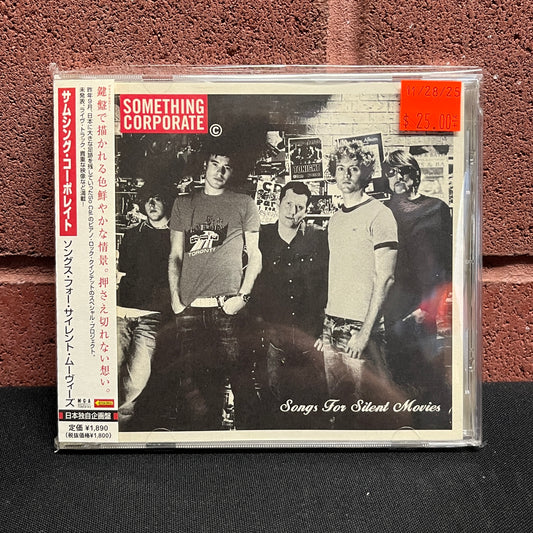 サムシング・コーポレイト
ソングス・フォー・サイレント・ムーヴィーズ
鍵盤で描かれる色鮮やかな情景。押さえ切れない想い。
MCA
日本独自企画盤
定価 ¥1,890
(税抜価格¥1,800)
SOMETHING
CORPORATE
©
11/28/25
$ 25.00
TONIGHT
TORONTO
Songs For Silent Movies